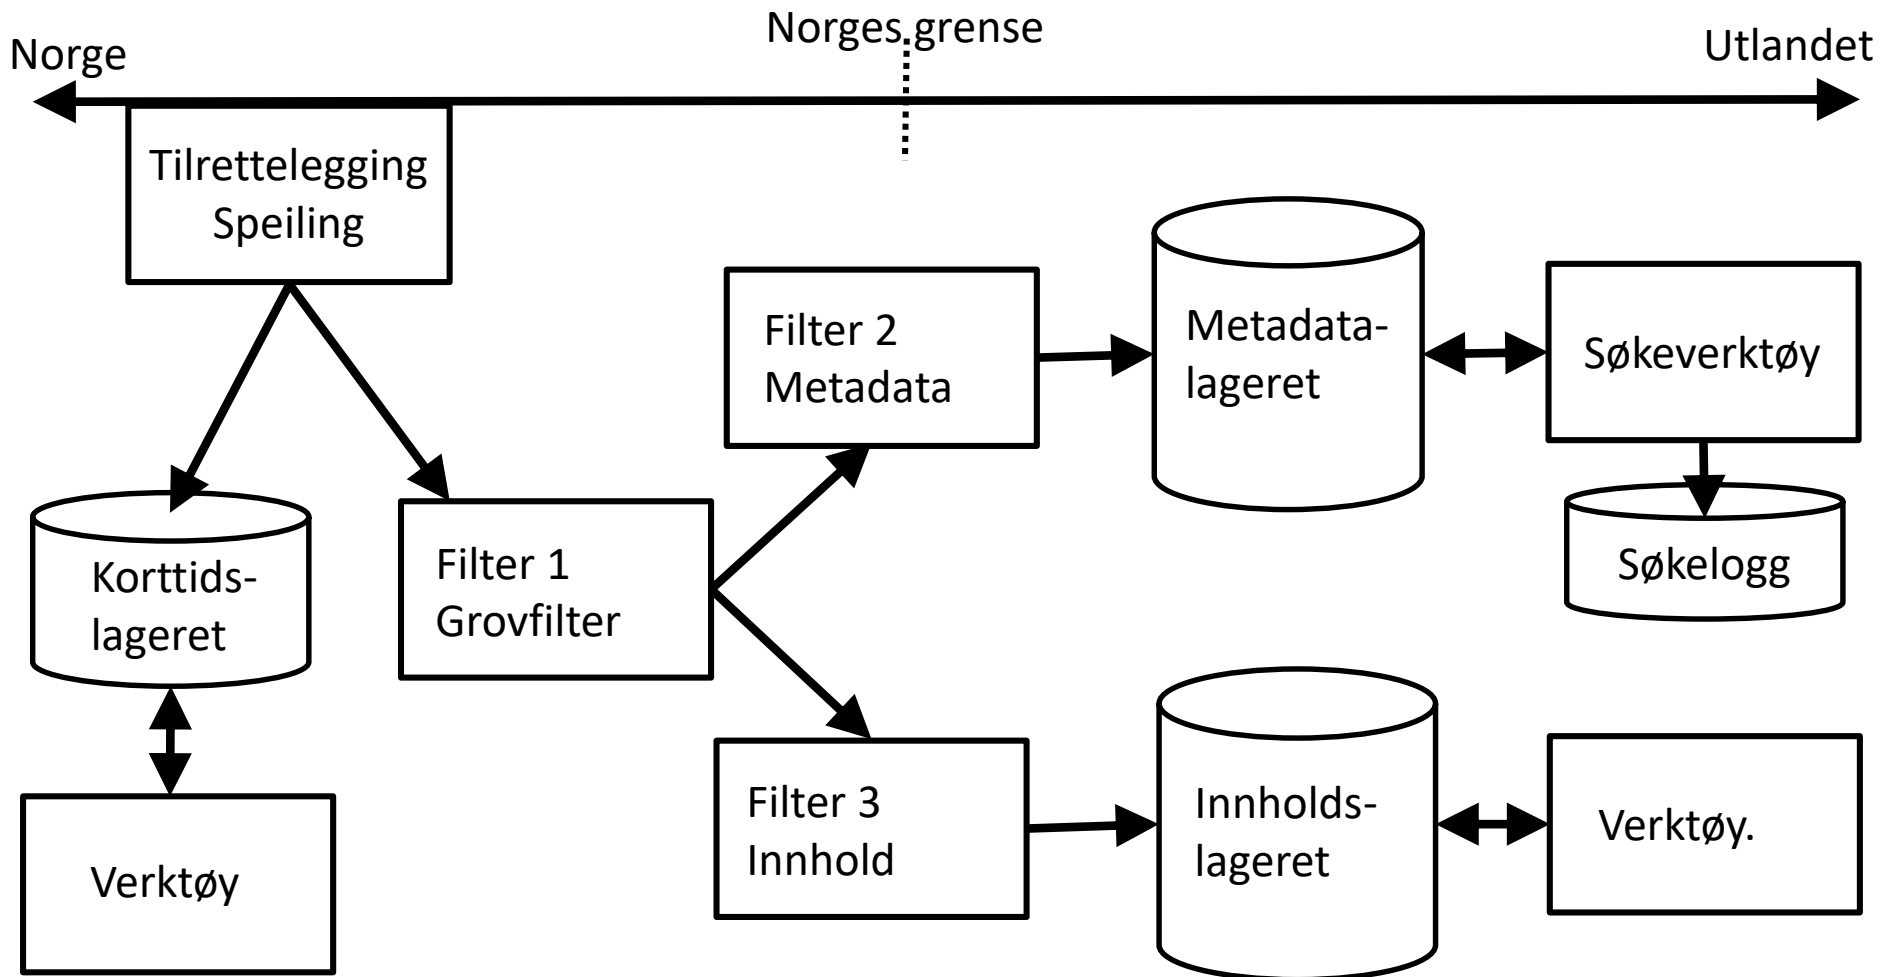 Norge
Norges grense
Utlandet
Tilrettelegging
Speiling
Filter 2
Metadata
Metadata-
lageret
Søkeverktøy
Korttids-
lageret
Filter 1
Grovfilter
Søkelogg
Verktøy
Filter 3
Innhold
Innholds-
lageret
Verktøy.